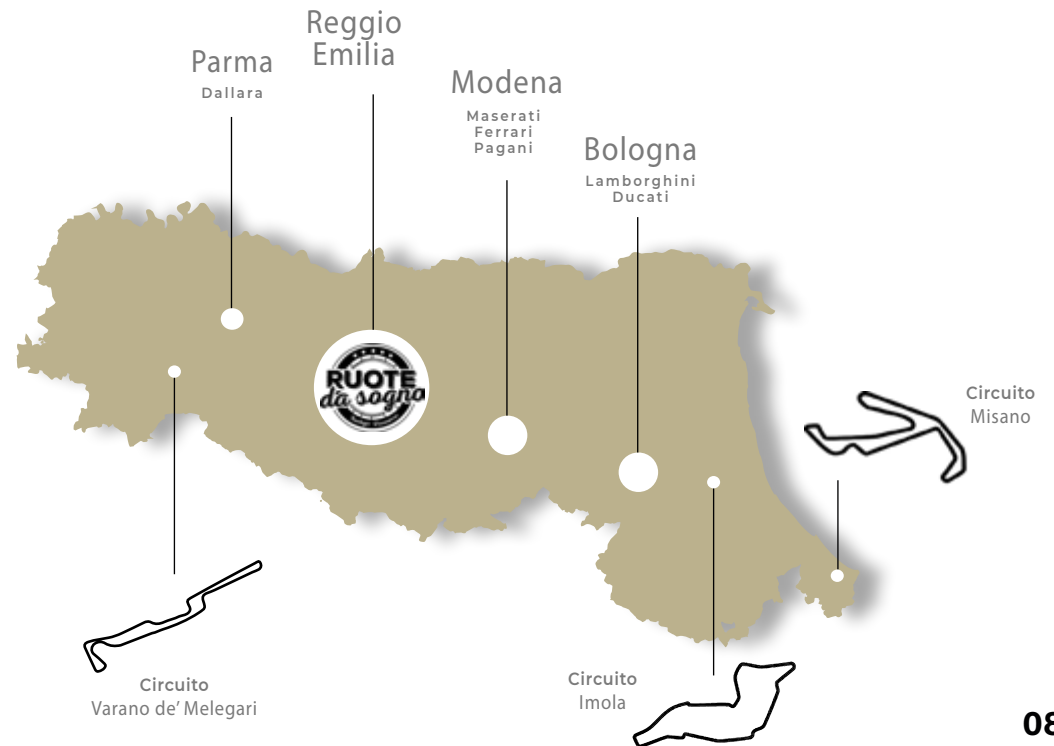 Reggio
Emilia
Parma
Dallara
Modena
Maserati
Ferrari
Pagani
Bologna
Lamborghini
Ducati
RUOTE
da sogno
Circuito
Misano
Circuito
Varano de’ Melegari
Circuito
Imola
08